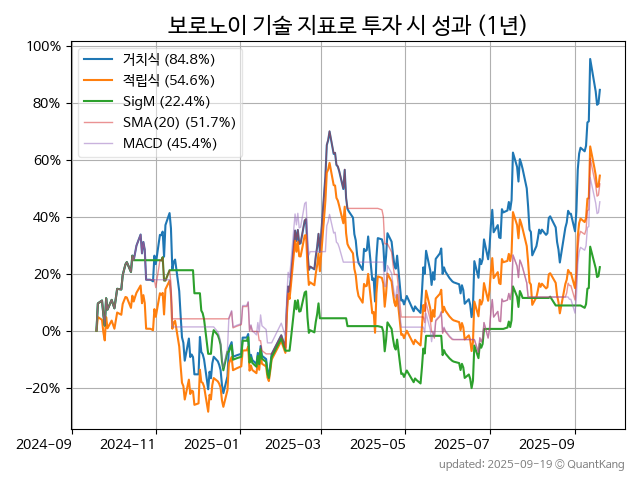 보로노이 기술 지표로 투자 시 성과 (1년)
100%
80%
60%
40%
20%
0%
−20%
거치식 (84.8%)
적립식 (54.6%)
SigM (22.4%)
SMA(20) (51.7%)
MACD (45.4%)
2024-09
2024-11
2025-01
2025-03
2025-05
2025-07
2025-09
updated: 2025-09-19 © QuantKang